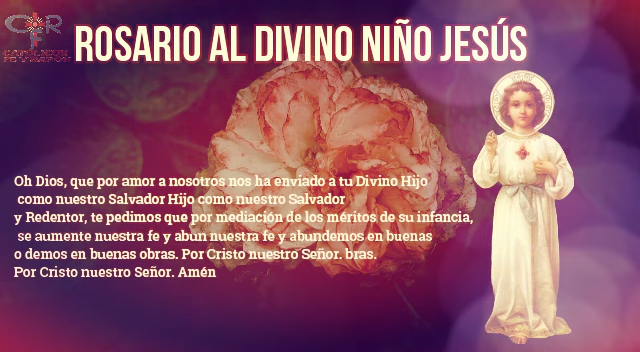 ROSARIO AL DIVINO NIÑO JESÚS
Oh Dios, que por amor a nosotros nos ha enviado a tu Divino Hijo
como nuestro Salvador Hijo como nuestro Salvador
y Redentor, te pedimos que por mediación de los méritos de su infancia,
se aumente nuestra fe y abun nuestra fe y abundemos en buenas
o demos en buenas obras. Por Cristo nuestro Señor. bras.
Por Cristo nuestro Señor. Amén